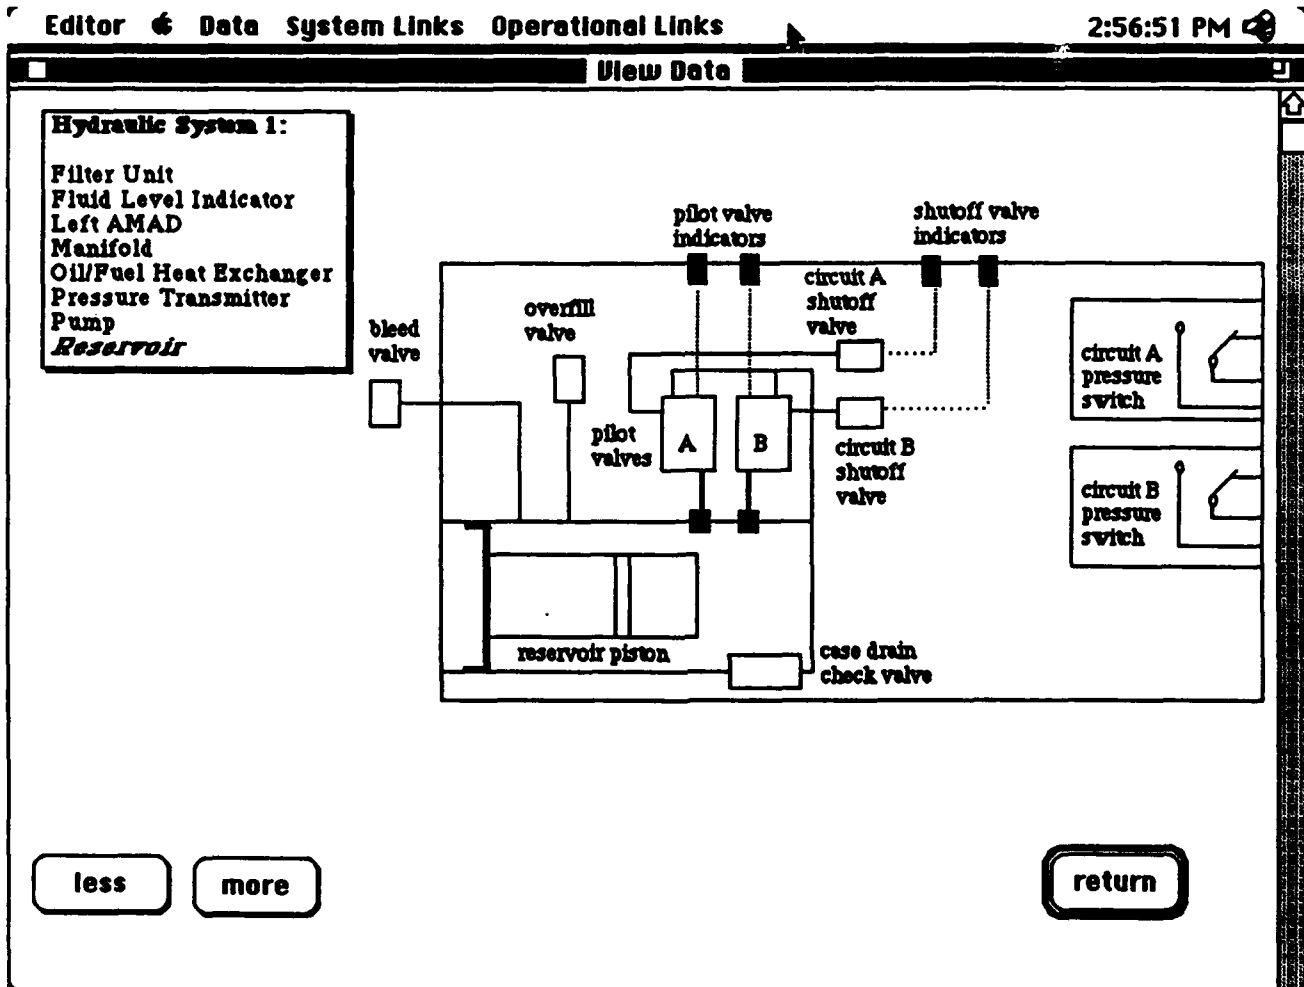 Editor Data System Links Operational Links 2:56:51 PM
View Data
Hydraulic System 1:
Filter Unit
Fluid Level Indicator
Left AMAD
Manifold
Oil/Fuel Heat Exchanger
Pressure Transmitter
Pump
Reservoir
bleed
valve
overfill
valve
pilot valve
indicators
shutoff valve
indicators
circuit A
shutoff
valve
pilot
valves
A
B
circuit B
shutoff
valve
circuit A
pressure
switch
circuit B
pressure
switch
reservoir piston
case drain
check valve
less
more
return